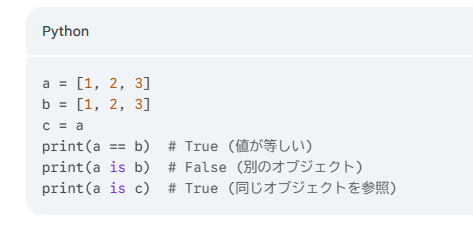 Python
a = [1, 2, 3]
b = [1, 2, 3]
c = a
print(a == b)  # True (値が等しい)
print(a is b)  # False (別のオブジェクト)
print(a is c)  # True (同じオブジェクトを参照)